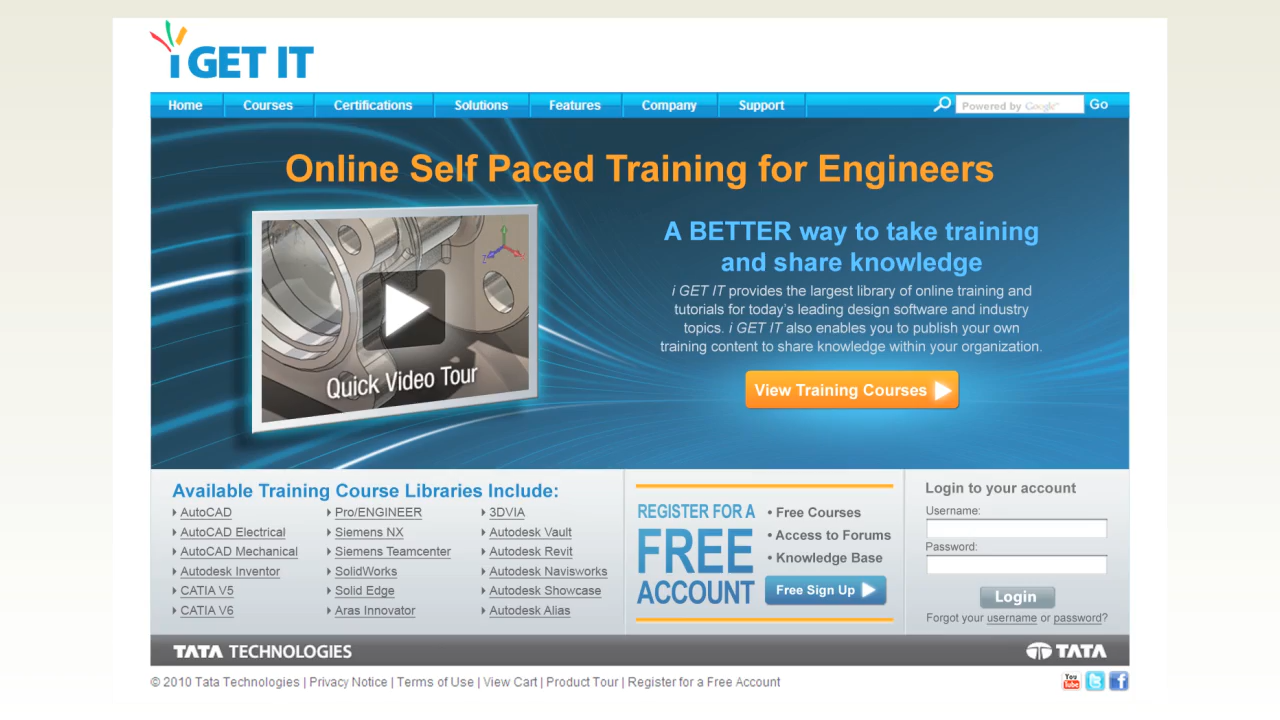 i GET IT
Home Courses Certifications Solutions Features Company Support Powered by Google™ Go
Online Self Paced Training for Engineers
A BETTER way to take training
and share knowledge
i GET IT provides the largest library of online training and
tutorials for today's leading design software and industry
topics. i GET IT also enables you to publish your own
training content to share knowledge within your organization.
View Training Courses
Z
Quick Video Tour
Available Training Course Libraries Include:
AutoCAD
AutoCAD Electrical
AutoCAD Mechanical
Autodesk Inventor
CATIA V5
CATIA V6
Pro/ENGINEER
Siemens NX
Siemens Teamcenter
SolidWorks
Solid Edge
Aras Innovator
3DVIA
Autodesk Vault
Autodesk Revit
Autodesk Navisworks
Autodesk Showcase
Autodesk Alias
REGISTER FOR A
FREE
ACCOUNT
• Free Courses
• Access to Forums
• Knowledge Base
Free Sign Up
Login to your account
Username:
Password:
Login
Forgot your username or password?
TATA TECHNOLOGIES
TATA
© 2010 Tata Technologies | Privacy Notice | Terms of Use | View Cart | Product Tour | Register for a Free Account
You Tube t f